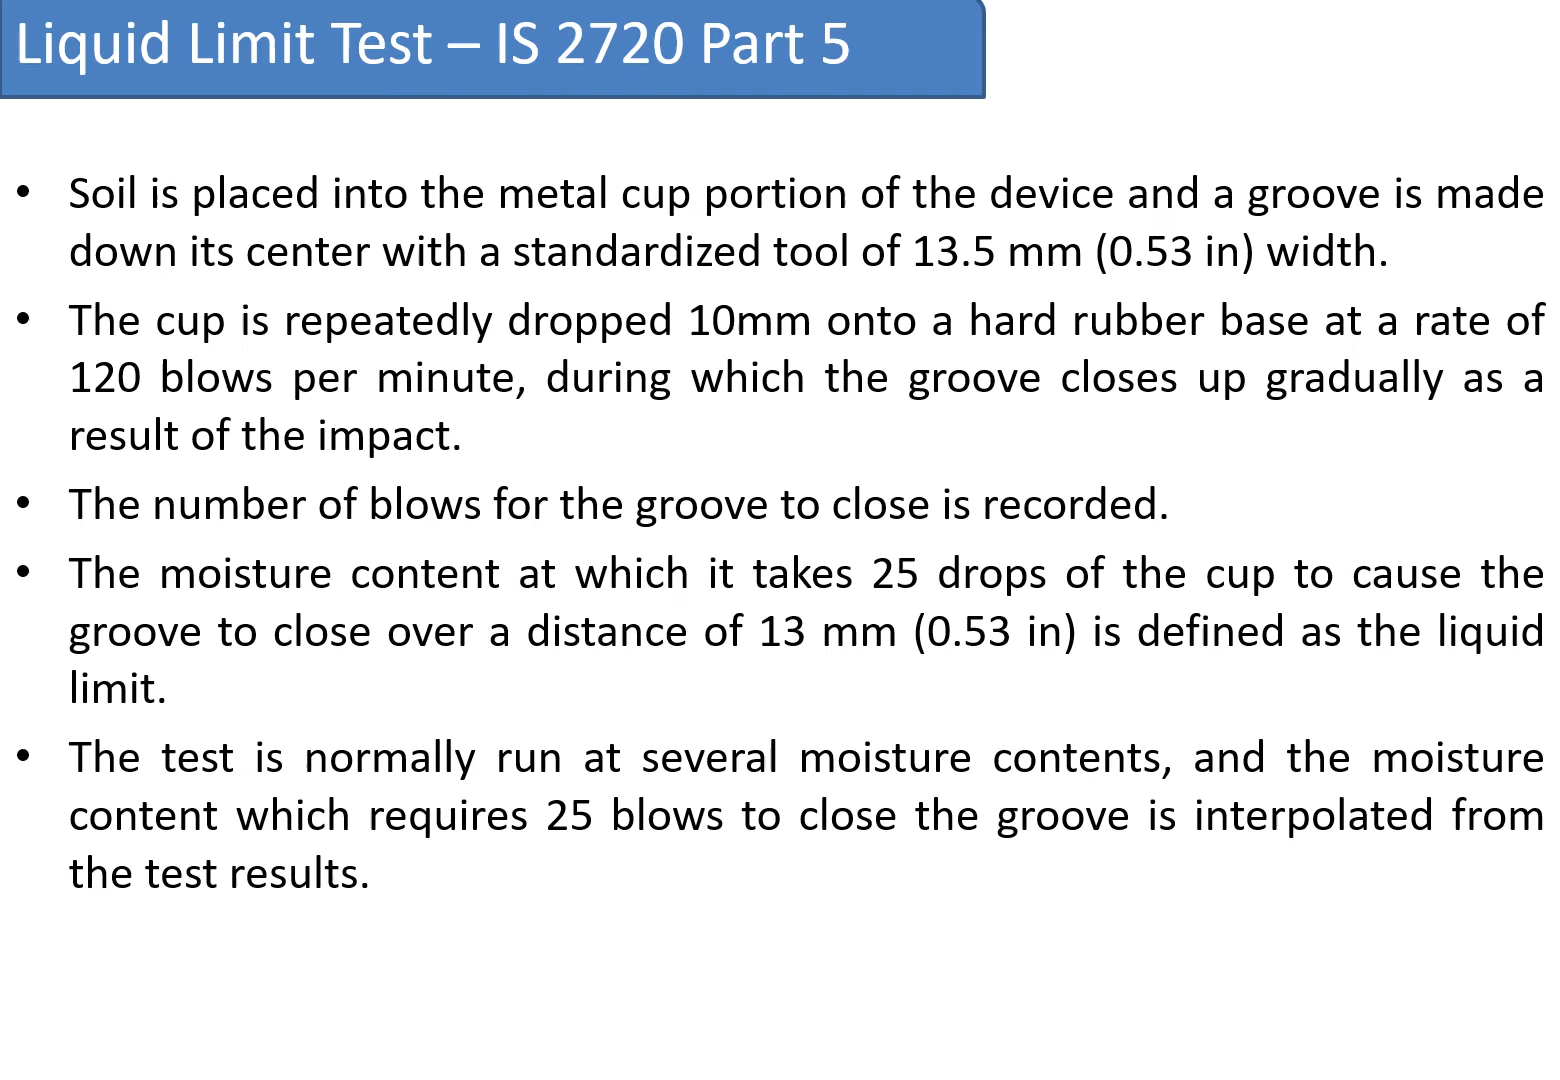 Liquid Limit Test – IS 2720 Part 5
• Soil is placed into the metal cup portion of the device and a groove is made
down its center with a standardized tool of 13.5 mm (0.53 in) width.
• The cup is repeatedly dropped 10mm onto a hard rubber base at a rate of
120 blows per minute, during which the groove closes up gradually as a
result of the impact.
• The number of blows for the groove to close is recorded.
• The moisture content at which it takes 25 drops of the cup to cause the
groove to close over a distance of 13 mm (0.53 in) is defined as the liquid
limit.
• The test is normally run at several moisture contents, and the moisture
content which requires 25 blows to close the groove is interpolated from
the test results.